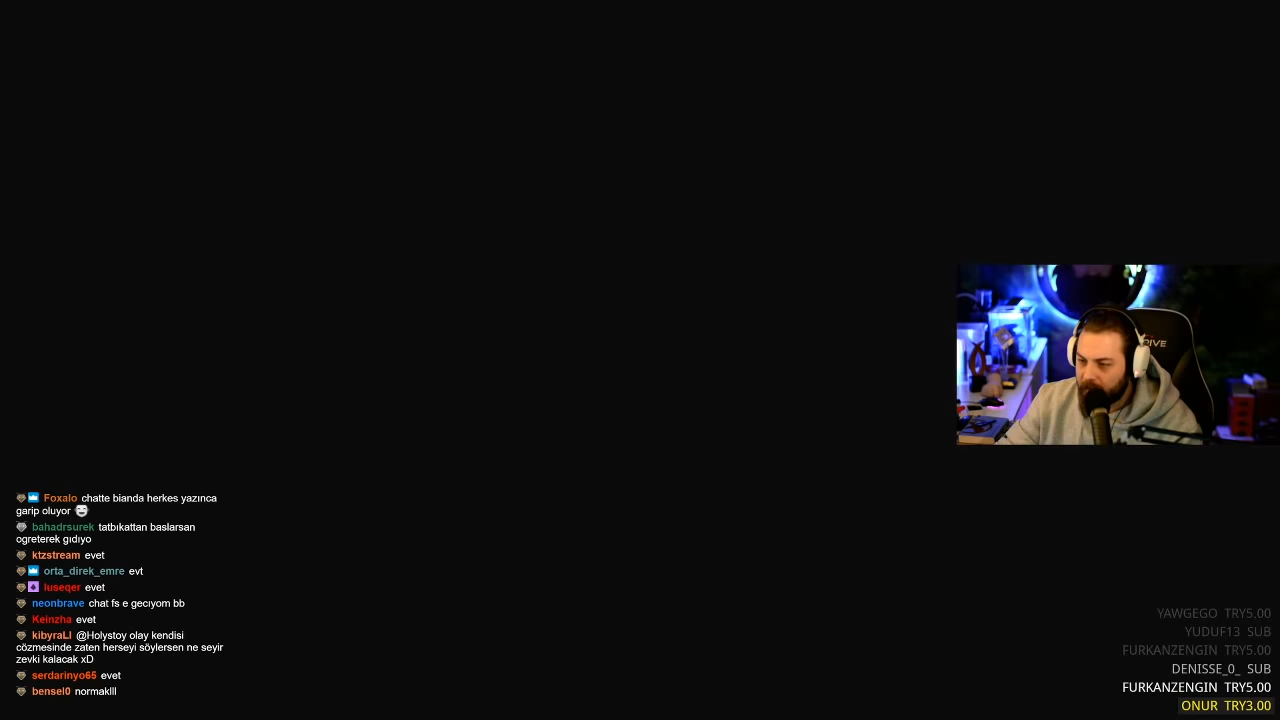 DIVE
Foxalo chatte bianda herkes yazınca
garip oluyor
bahadrsurek tatbıkattan baslarsan
ogreterek gıdıyo
ktzstream evet
orta_direk_emre evt
luseqer evet
neonbrave chat fs e gecıyom bb
Keinzha evet
kibyraLI @Holystoy olay kendisi
cözmesinde zaten herseyi söylersen ne seyir
zevki kalacak xD
serdarinyo65 evet
bensel0 normaklll
YAWGEGO TRY5.00
YUDUF13 SUB
FURKANZENGIN TRY5.00
DENISSE_0_ SUB
FURKANZENGIN TRY5.00
ONUR TRY3.00